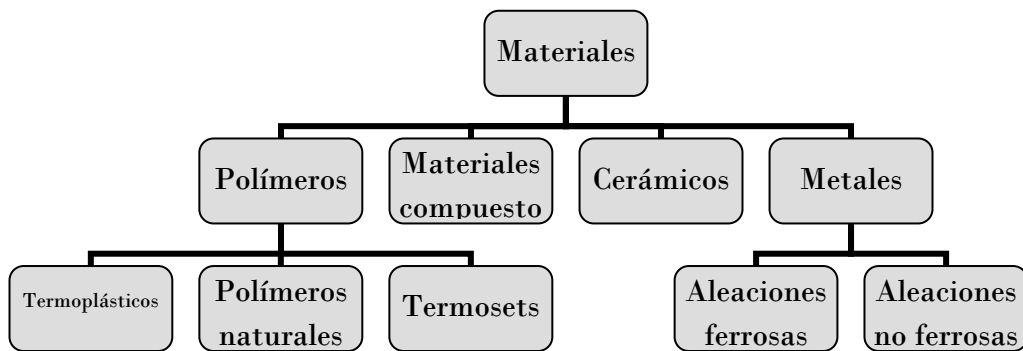 Materiales
Polímeros
Materiales
compuesto
Cerámicos
Metales
Termoplásticos
Polímeros
naturales
Termosets
Aleaciones
ferrosas
Aleaciones
no ferrosas